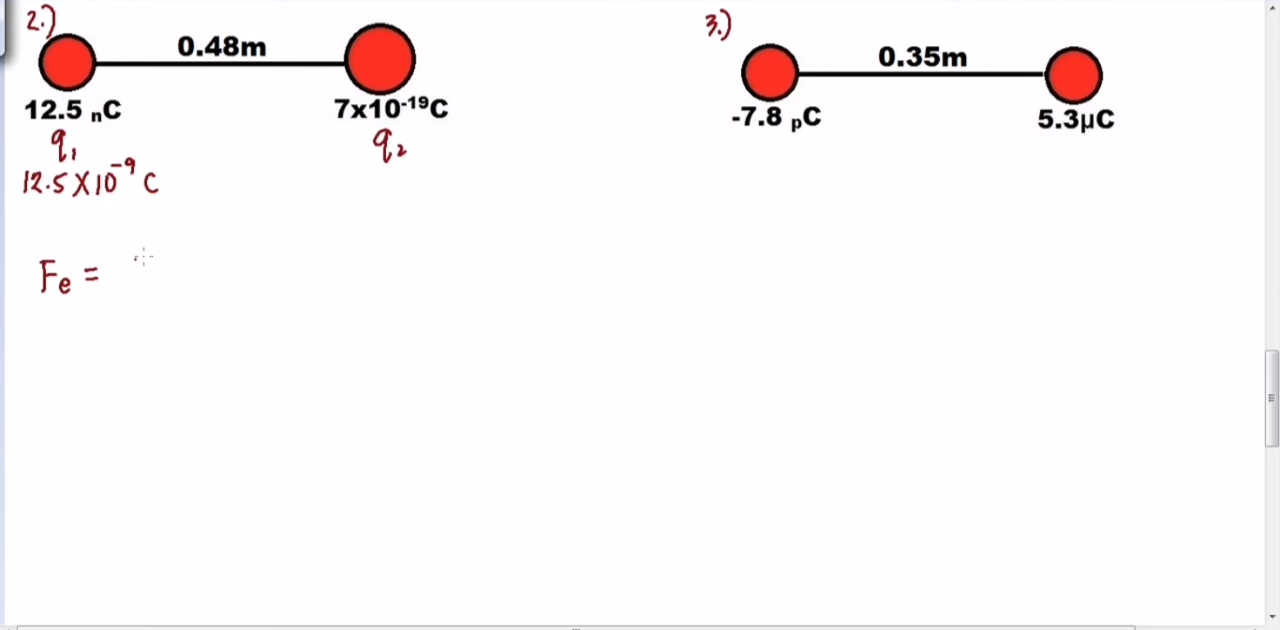 2.)
0.48m
12.5 nC
7x10⁻¹⁹C
q₁
q₂
12.5 X 10⁻⁹ C
Fe =
3.)
0.35m
-7.8 pC
5.3µC